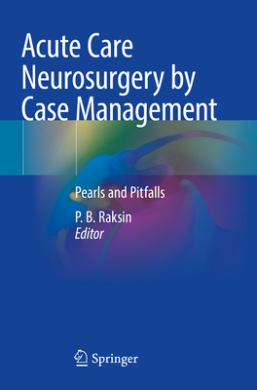 Acute Care
Neurosurgery by
Case Management
Pearls and Pitfalls
P. B. Raksin
Editor
Springer